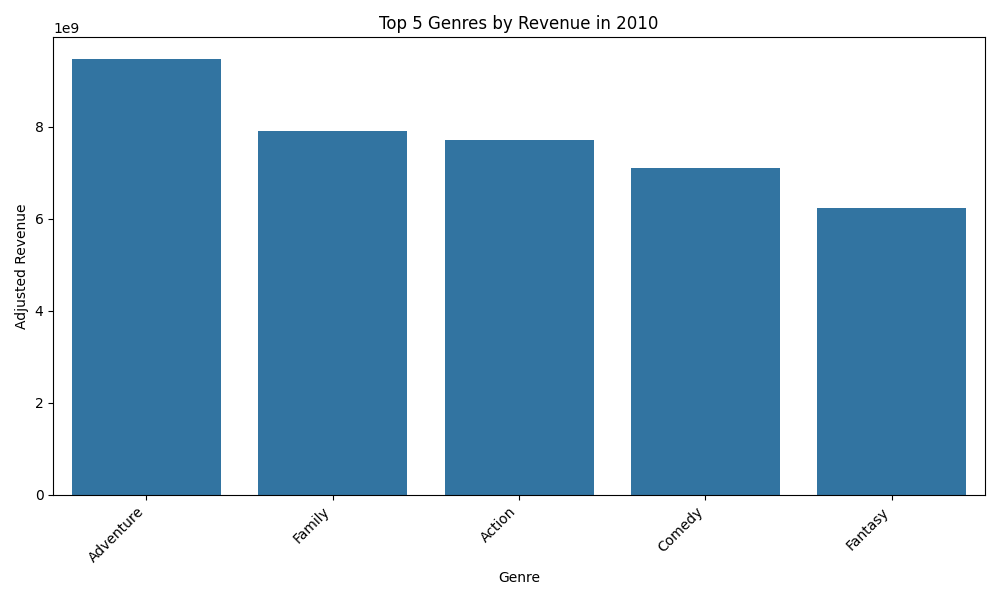 Top 5 Genres by Revenue in 2010
1e9
8
6
4
2
0
Adjusted Revenue
Adventure
Family
Action
Comedy
Fantasy
Genre